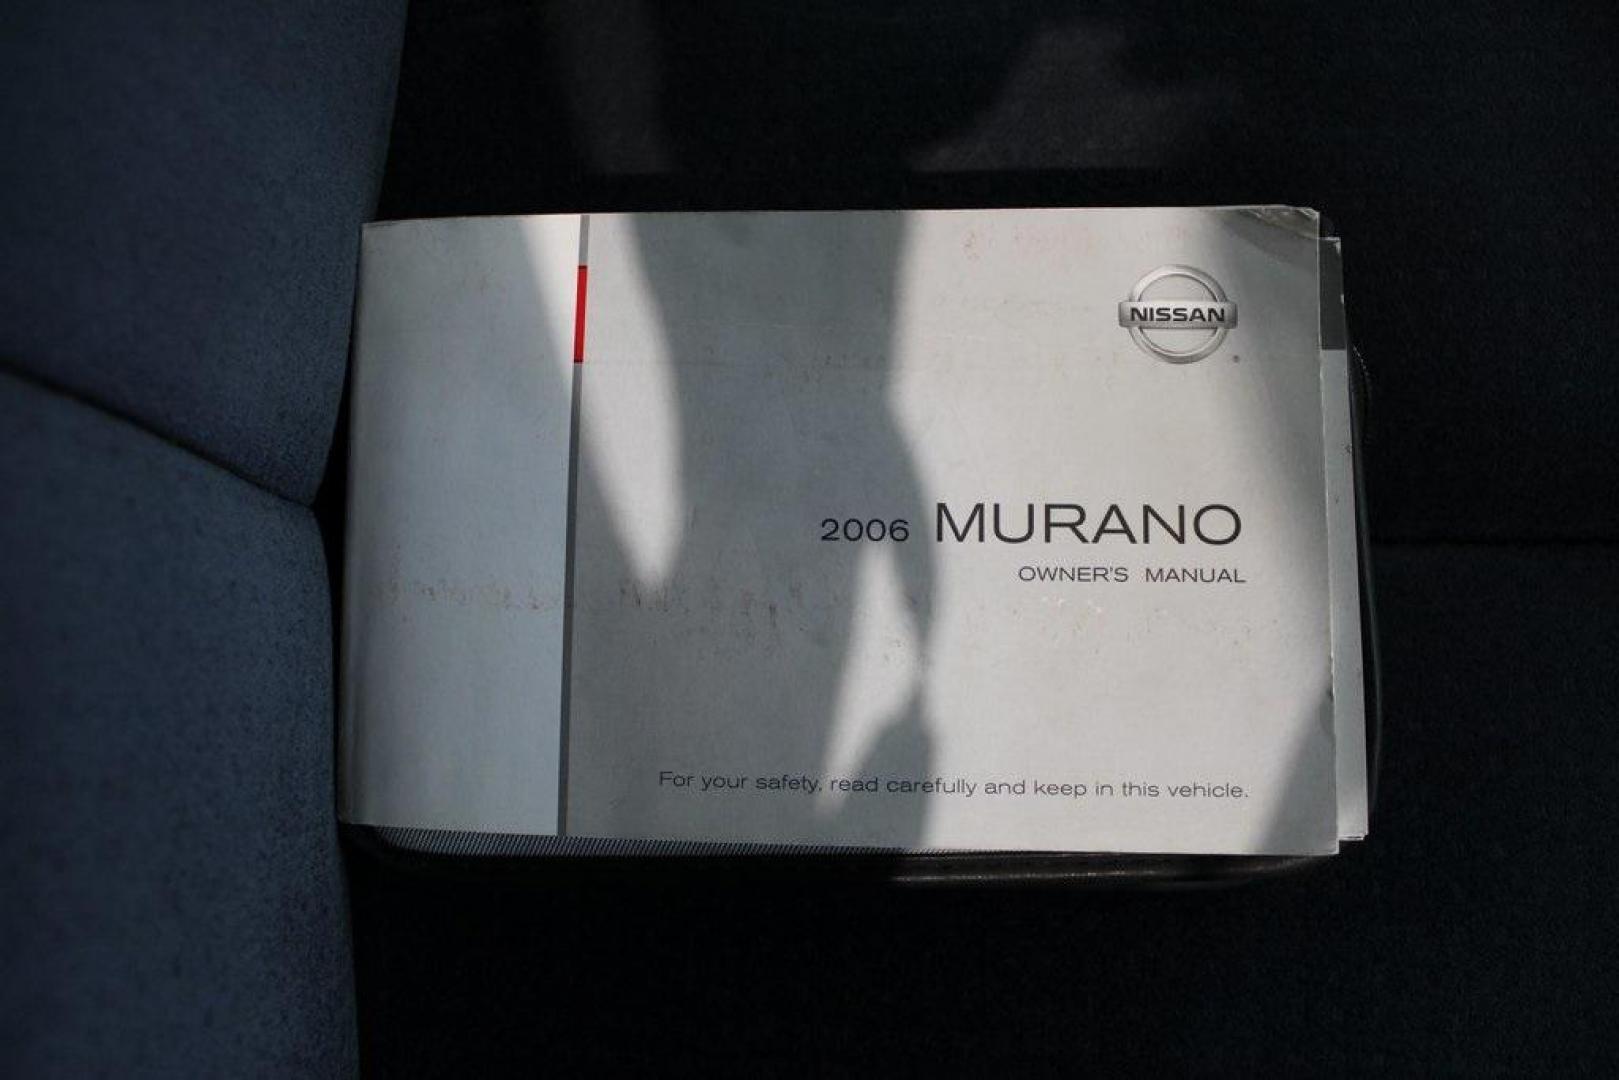 NISSAN
2006 MURANO
OWNER'S MANUAL
For your safety, read carefully and keep in this vehicle.